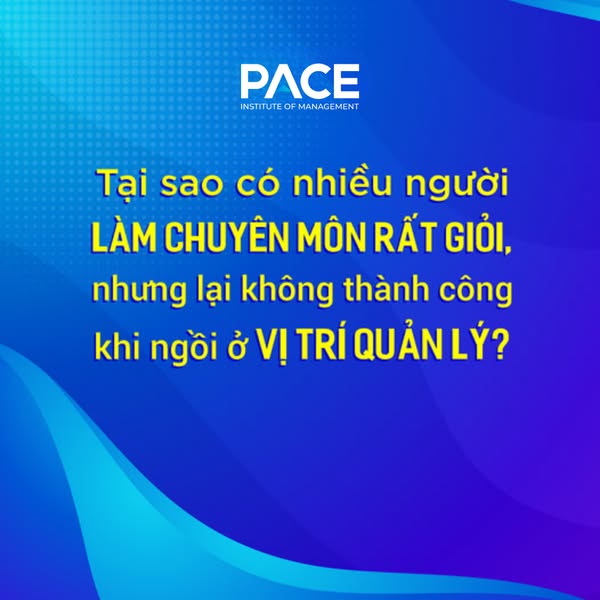 PACE
INSTITUTE OF MANAGEMENT
Tại sao có nhiều người
LÀM CHUYÊN MÔN RẤT GIỎI,
nhưng lại không thành công
khi ngồi ở VỊ TRÍ QUẢN LÝ?